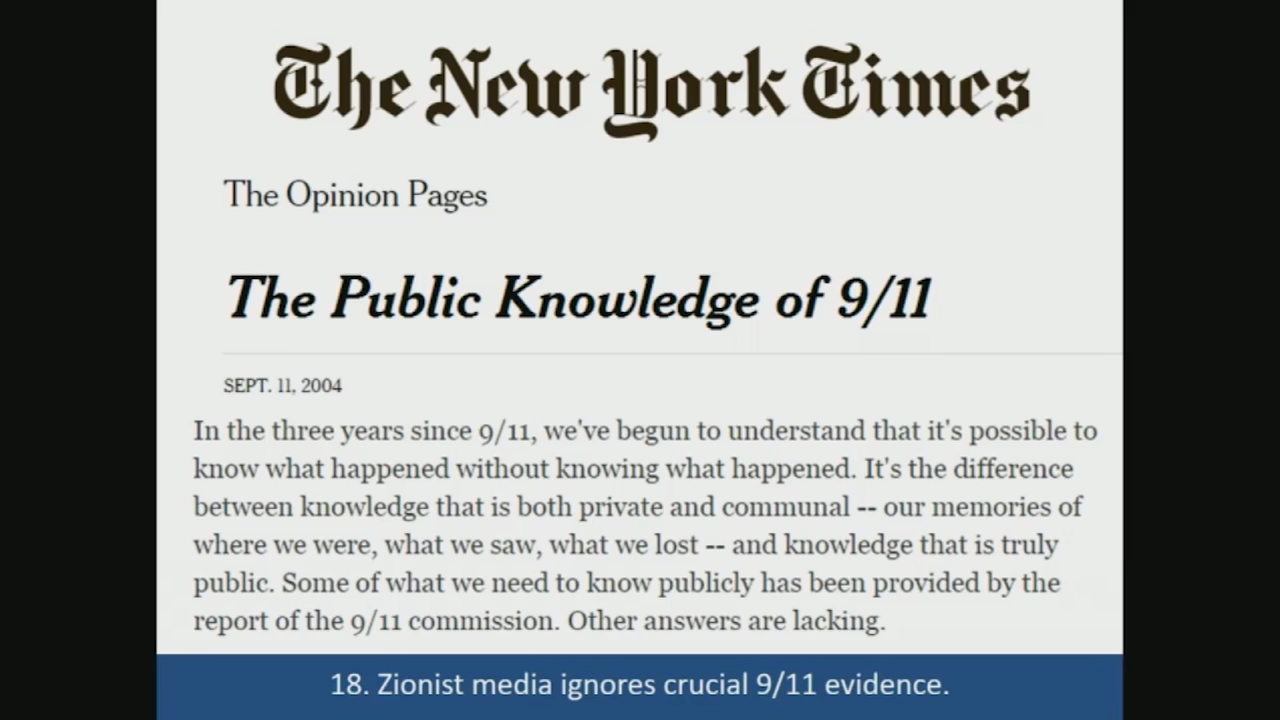 The New York Times
The Opinion Pages
The Public Knowledge of 9/11
SEPT. 11, 2004
In the three years since 9/11, we've begun to understand that it's possible to
know what happened without knowing what happened. It's the difference
between knowledge that is both private and communal -- our memories of
where we were, what we saw, what we lost -- and knowledge that is truly
public. Some of what we need to know publicly has been provided by the
report of the 9/11 commission. Other answers are lacking.
18. Zionist media ignores crucial 9/11 evidence.